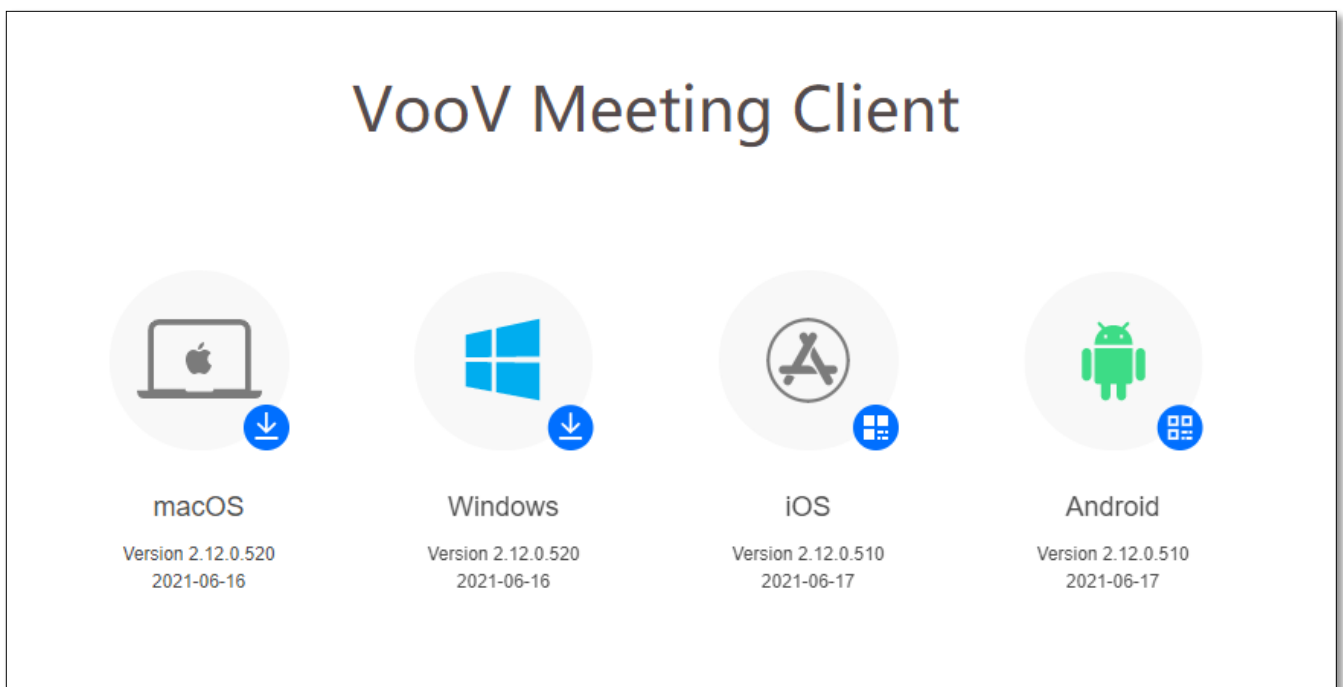 VooV Meeting Client
macOS
Version 2.12.0.520
2021-06-16
Windows
Version 2.12.0.520
2021-06-16
iOS
Version 2.12.0.510
2021-06-17
Android
Version 2.12.0.510
2021-06-17